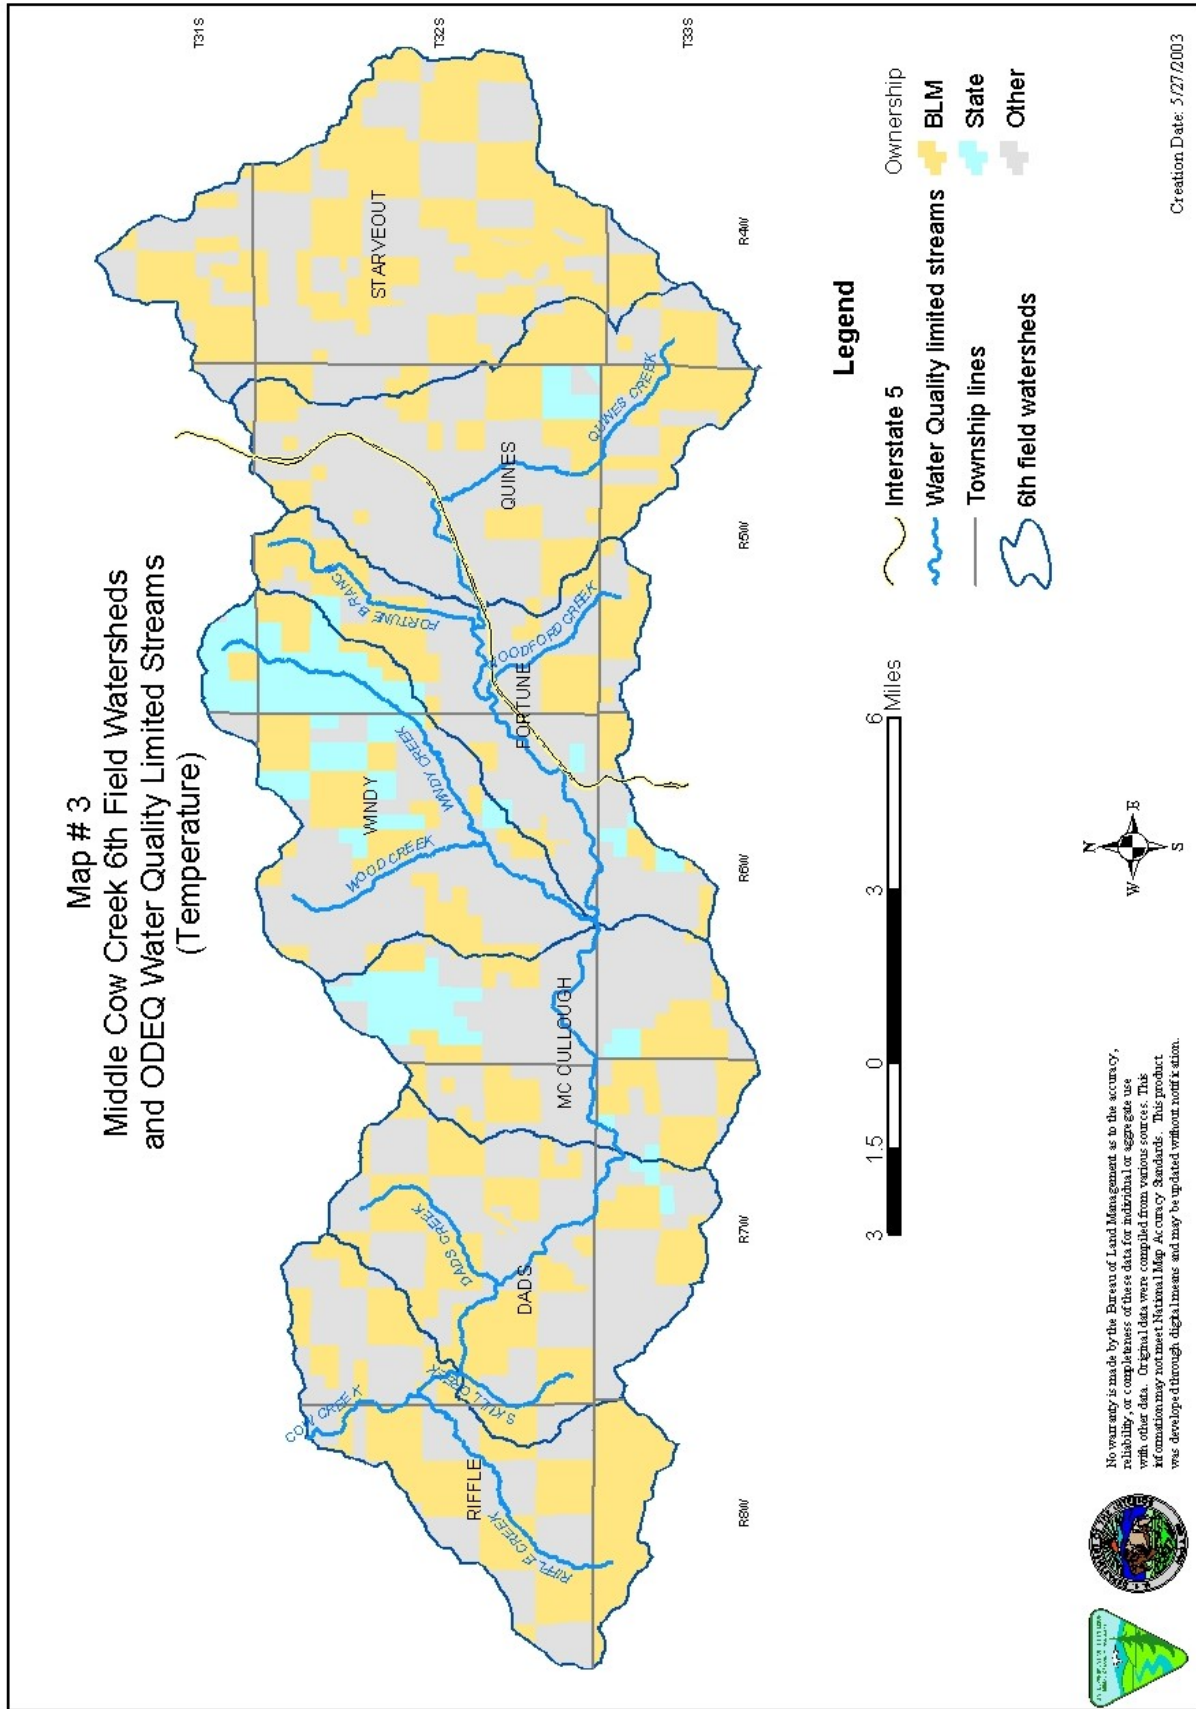 Map # 3
Middle Cow Creek 6th Field Watersheds
and ODEQ Water Quality Limited Streams
(Temperature)
T31S
T32S
T33S
COW CREEK
RIFFLE
RIFFLE CREEK
SKULL CREEK
DADS CREEK
DADS
MC CULLOUGH
WOOD CREEK
WINDY
WINDY CREEK
FORTUNE BRANCH
FORTUNE
WOODFORD CREEK
QUINES
QUINES CREEK
STARVEOUT
R8W
R7W
R6W
R5W
R4W
3
1.5
0
3
6
Miles
N
W
E
S
Legend
Interstate 5
Water Quality limited streams
Township lines
6th field watersheds
Ownership
BLM
State
Other
No warranty is made by the Bureau of Land Management as to the accuracy,
reliability, or completeness of these data for individual or aggregate use
with other data. Original data were compiled from various sources. This
information may not meet National Map Accuracy Standards. This product
was developed through digital means and may be updated without notification.
Creation Date: 5/27/2003